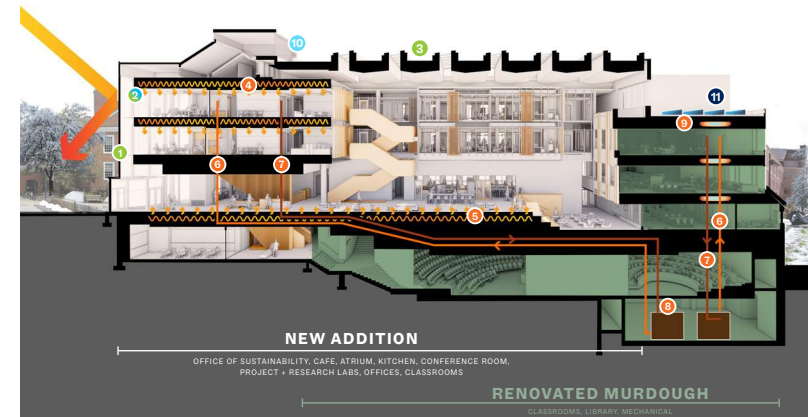 10
3
11
4
2
9
1
6
7
5
6
7
8
NEW ADDITION
OFFICE OF SUSTAINABILITY, CAFE, ATRIUM, KITCHEN, CONFERENCE ROOM,
PROJECT + RESEARCH LABS, OFFICES, CLASSROOMS
RENOVATED MURDOUGH
CLASSROOMS, LIBRARY, MECHANICAL